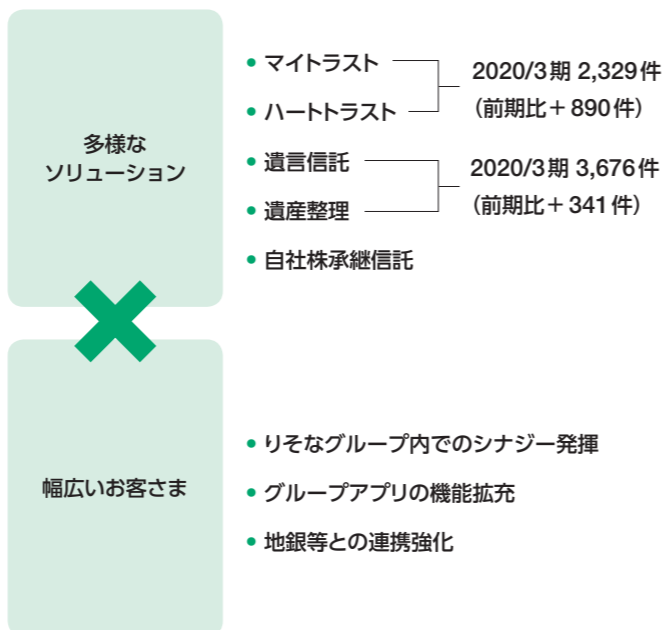 多様な
ソリューション
• マイトラスト
• ハートトラスト
2020/3期 2,329件
(前期比+890件)
• 遺言信託
• 遺産整理
2020/3期 3,676件
(前期比+341件)
• 自社株承継信託
幅広いお客さま
• りそなグループ内でのシナジー発揮
• グループアプリの機能拡充
• 地銀等との連携強化